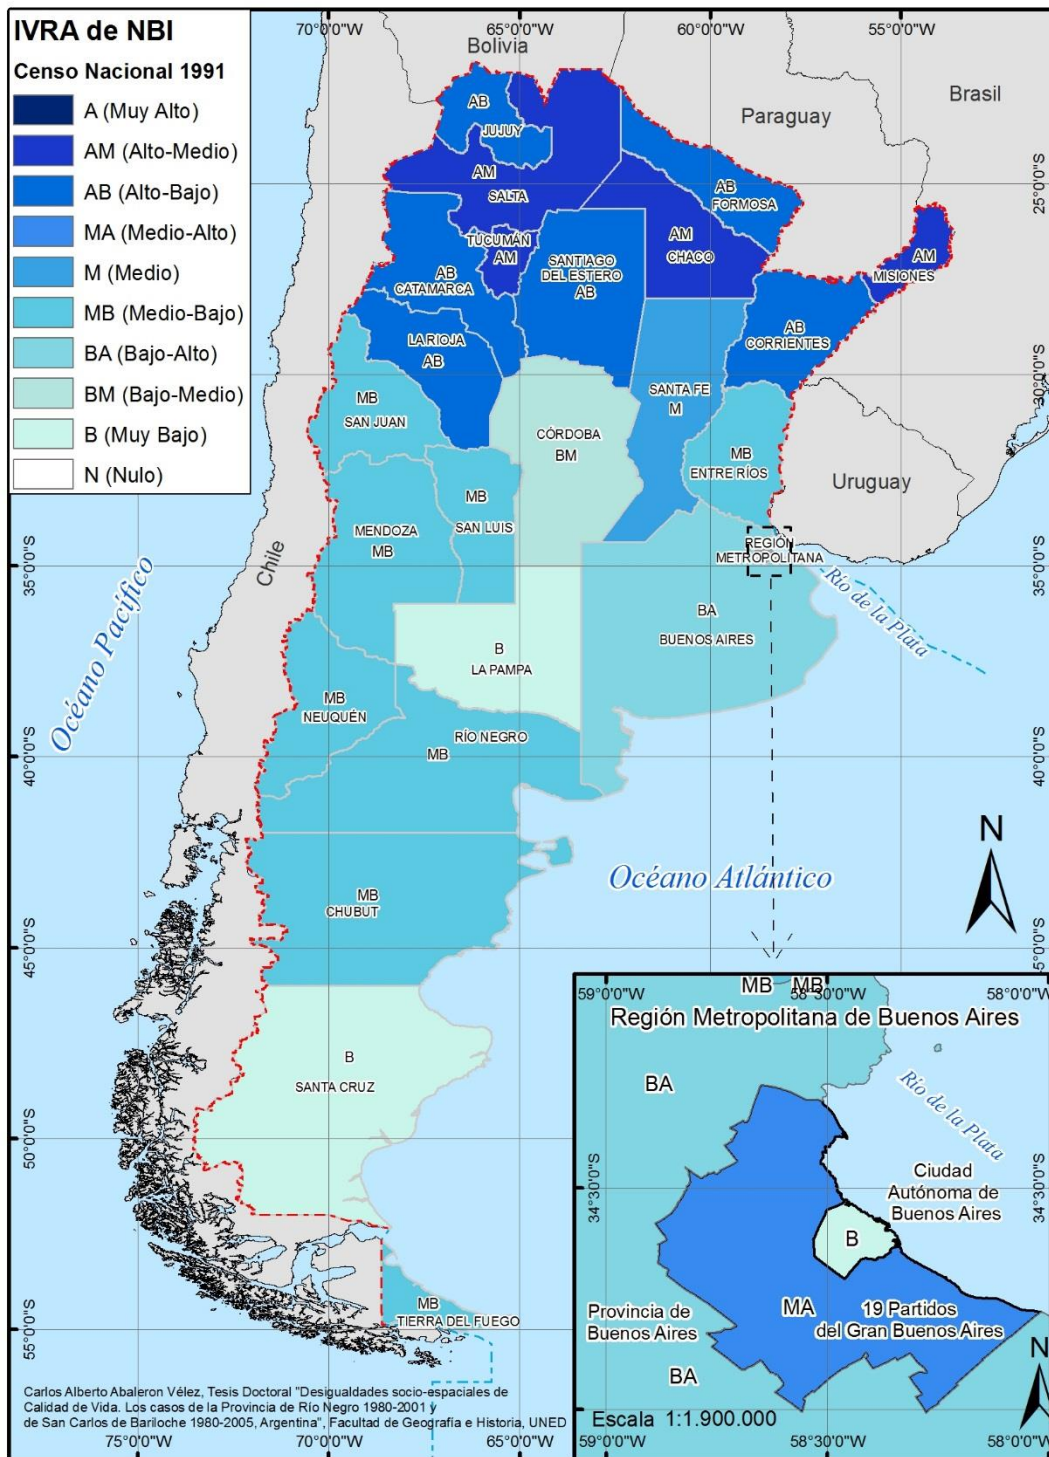 IVRA de NBI
Censo Nacional 1991
A (Muy Alto)
AM (Alto-Medio)
AB (Alto-Bajo)
MA (Medio-Alto)
M (Medio)
MB (Medio-Bajo)
BA (Bajo-Alto)
BM (Bajo-Medio)
B (Muy Bajo)
N (Nulo)
70°0'0"W
65°0'0"W
60°0'0"W
55°0'0"W
Bolivia
Paraguay
Brasil
Uruguay
Chile
Océano Pacífico
Océano Atlántico
Río de la Plata
25°0'0"S
30°0'0"S
35°0'0"S
40°0'0"S
45°0'0"S
5°0'0"S
35°0'0"S
40°0'0"S
45°0'0"S
50°0'0"S
55°0'0"S
AB
JUJUY
AM
SALTA
AB
FORMOSA
AM
CHACO
AM
MISIONES
TUCUMÁN
AM
SANTIAGO
DEL ESTERO
AB
AB
CATAMARCA
AB
CORRIENTES
LA RIOJA
AB
SANTA FE
M
MB
SAN JUAN
CÓRDOBA
BM
MB
ENTRE RÍOS
MB
SAN LUIS
MENDOZA
MB
REGIÓN
METROPOLITANA
BA
BUENOS AIRES
B
LA PAMPA
MB
NEUQUÉN
RÍO NEGRO
MB
MB
CHUBUT
B
SANTA CRUZ
MB
TIERRA DEL FUEGO
N
59°0'0"W
MB
MB
58°30'0"W
58°0'0"W
Región Metropolitana de Buenos Aires
BA
Río de la Plata
34°30'0"S
34°30'0"S
Ciudad
Autónoma de
Buenos Aires
B
MA
19 Partidos
del Gran Buenos Aires
Provincia de
Buenos Aires
BA
N
Escala 1:1.900.000
59°0'0"W
58°30'0"W
58°0'0"W
Carlos Alberto Abaleron Vélez, Tesis Doctoral "Desigualdades socio-espaciales de
Calidad de Vida. Los casos de la Provincia de Río Negro 1980-2001 y
de San Carlos de Bariloche 1980-2005, Argentina", Facultad de Geografía e Historia, UNED
75°0'0"W
70°0'0"W
65°0'0"W